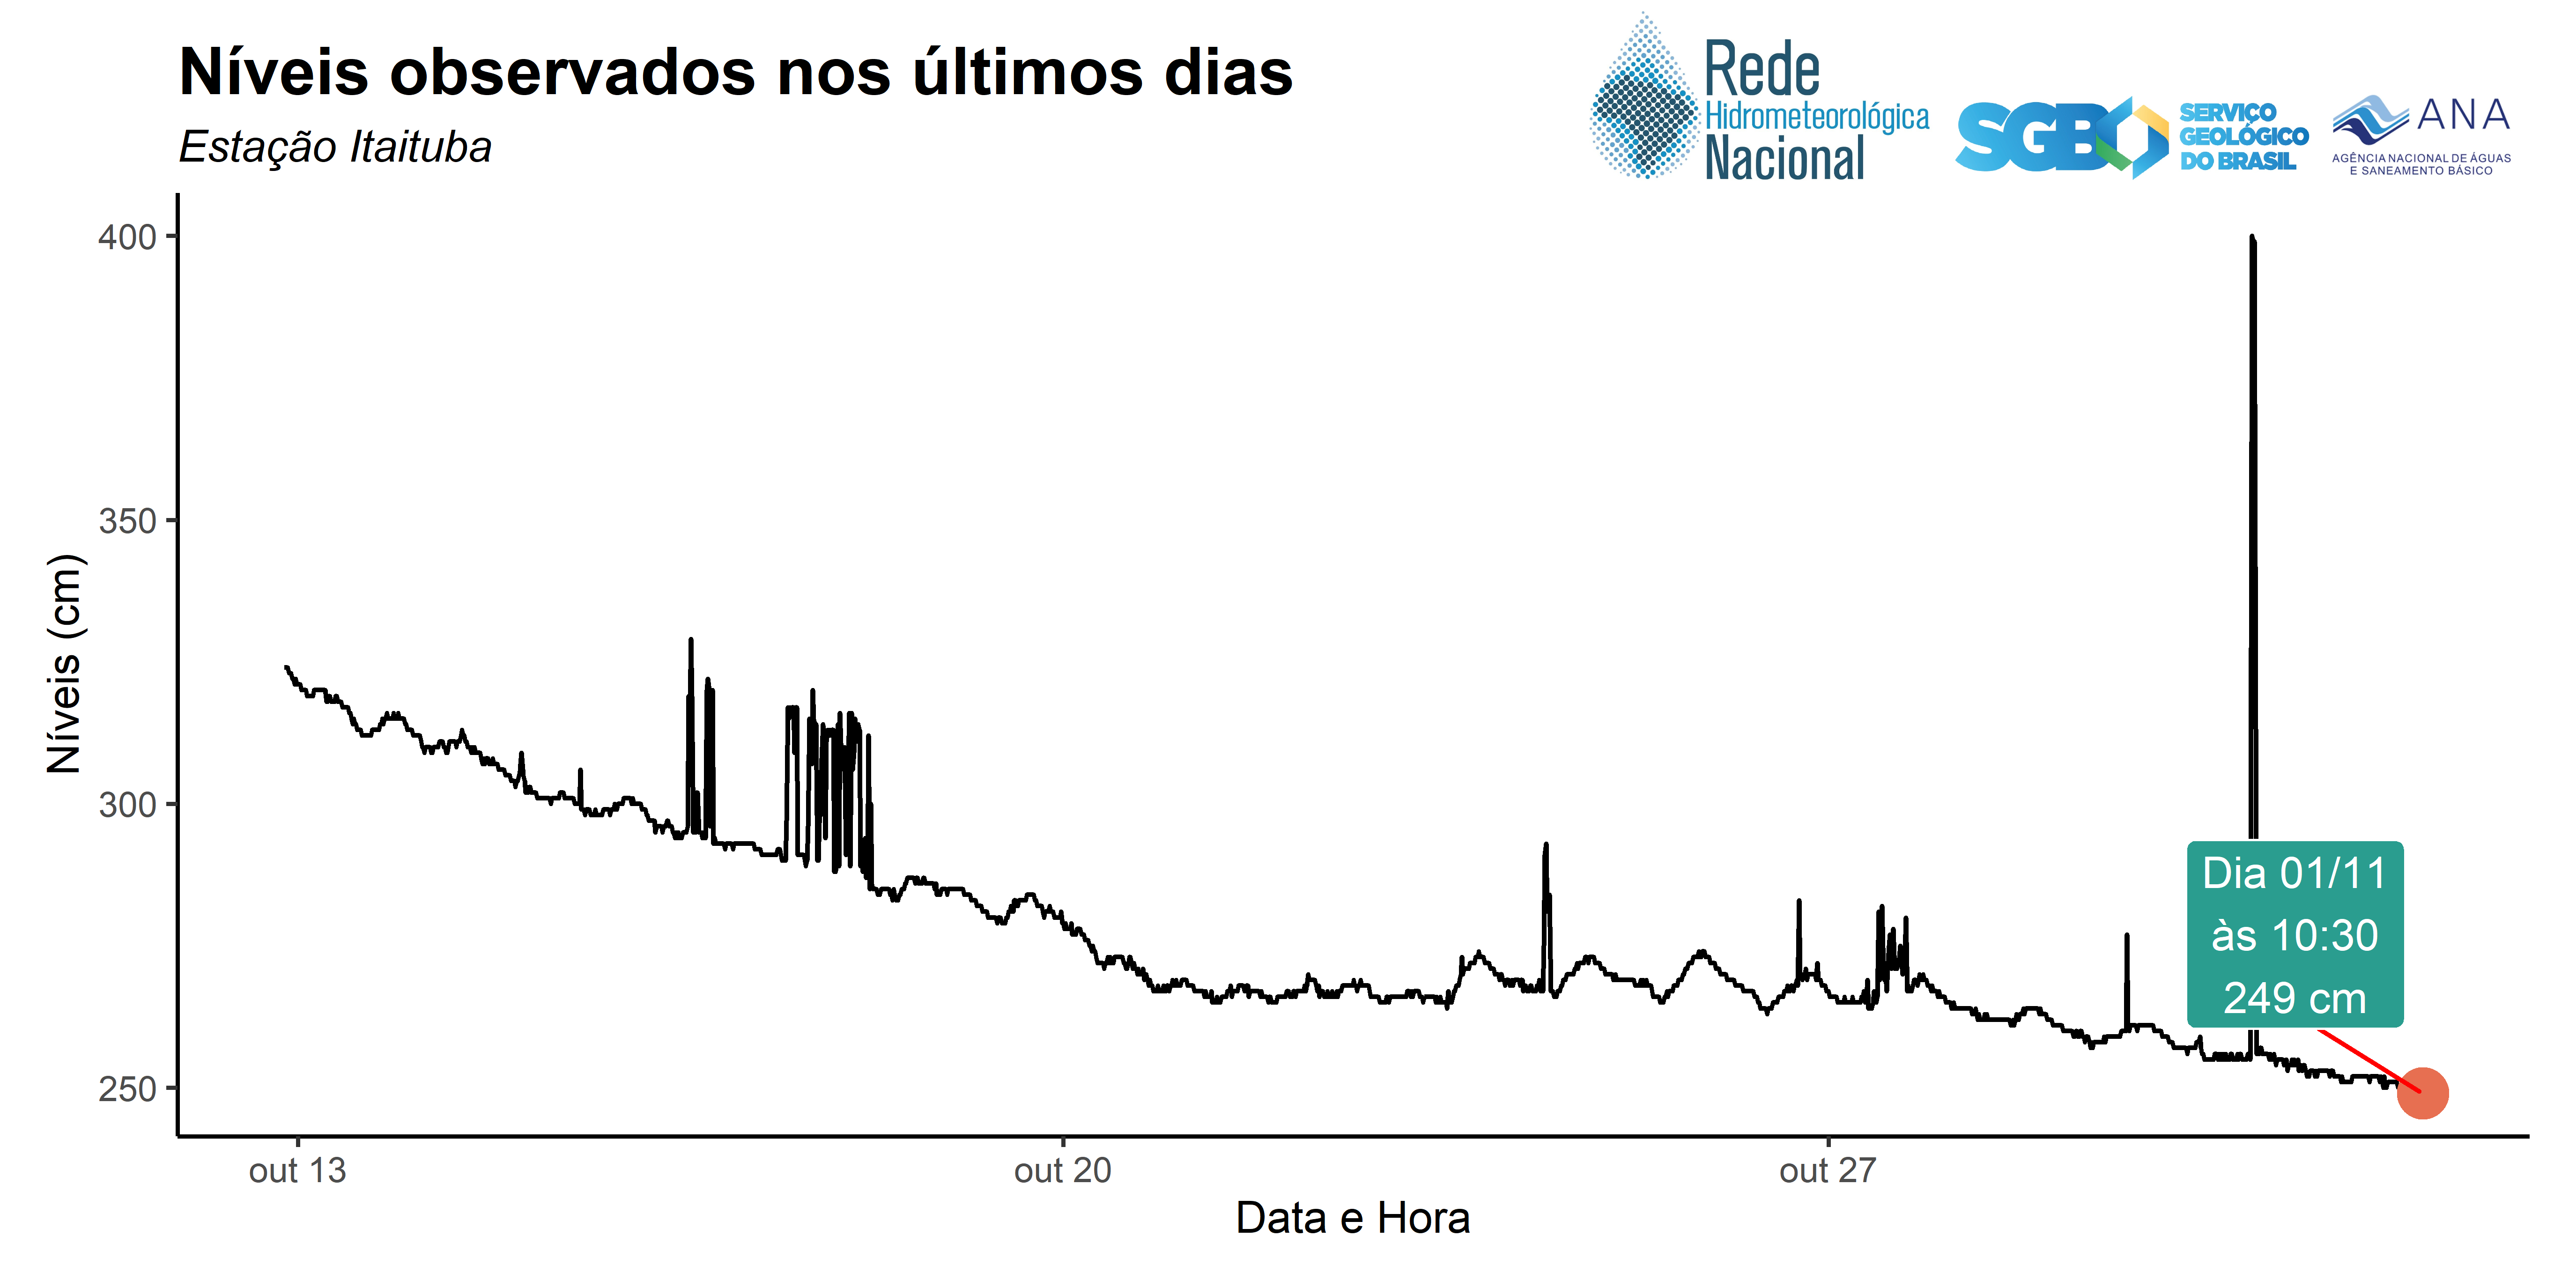 Níveis observados nos últimos dias
Estação Itaituba
Rede
Hidrometeorológica
Nacional
SGB
SERVIÇO
GEOLÓGICO
DO BRASIL
ANA
AGÊNCIA NACIONAL DE ÁGUAS
E SANEAMENTO BÁSICO
Níveis (cm)
400
350
300
250
Dia 01/11
às 10:30
249 cm
out 13
out 20
out 27
Data e Hora